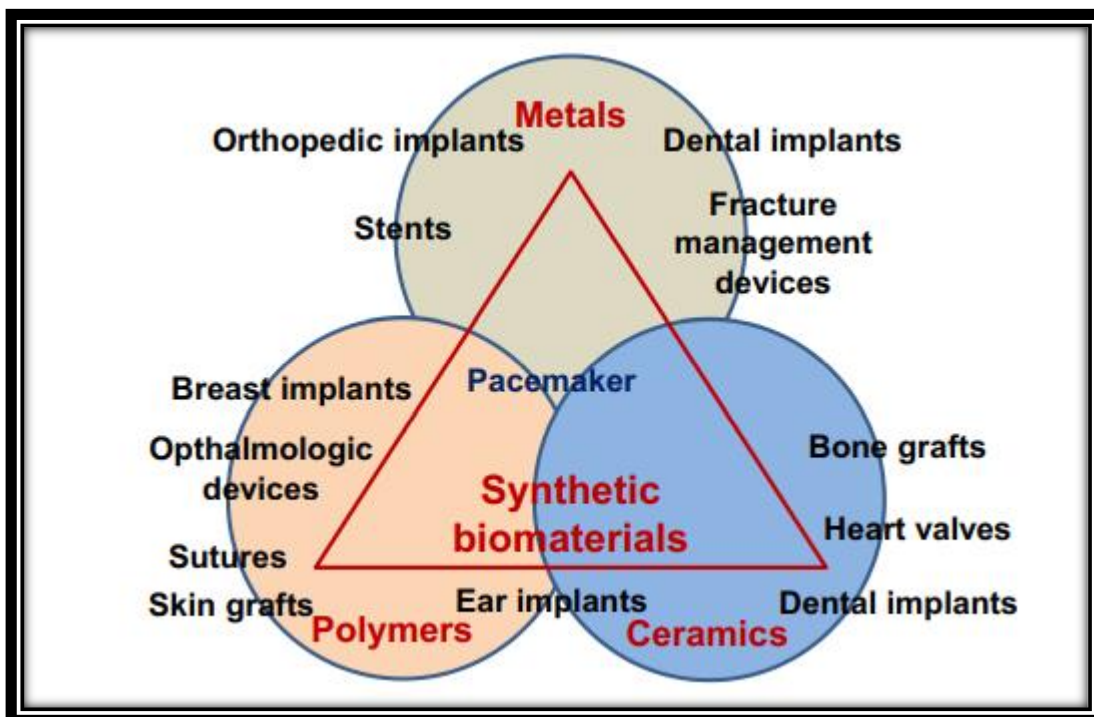 Metals
Orthopedic implants
Dental implants
Stents
Fracture
management
devices
Breast implants
Pacemaker
Opthalmologic
devices
Bone grafts
Synthetic
biomaterials
Heart valves
Sutures
Skin grafts
Ear implants
Dental implants
Polymers
Ceramics